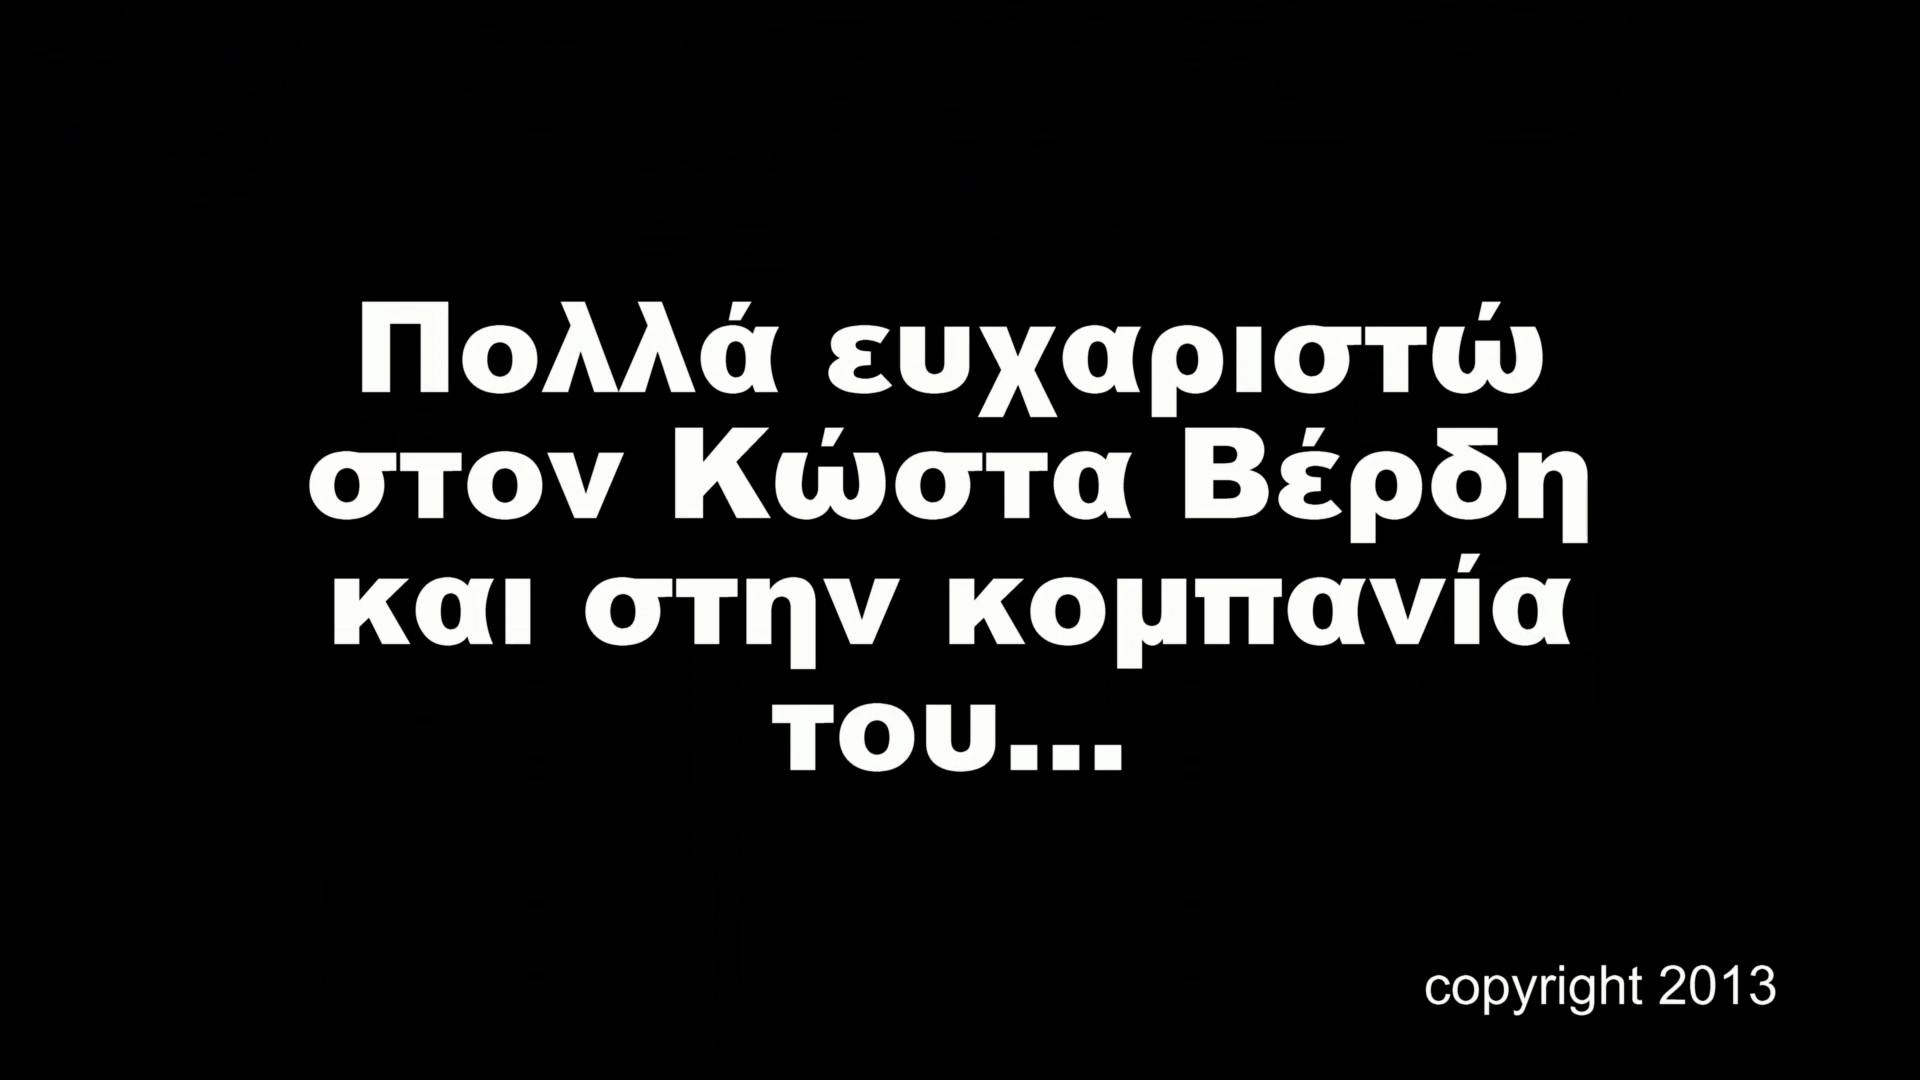 Πολλά ευχαριστώ
στον Κώστα Βέρδη
και στην κομπανία
του...
copyright 2013